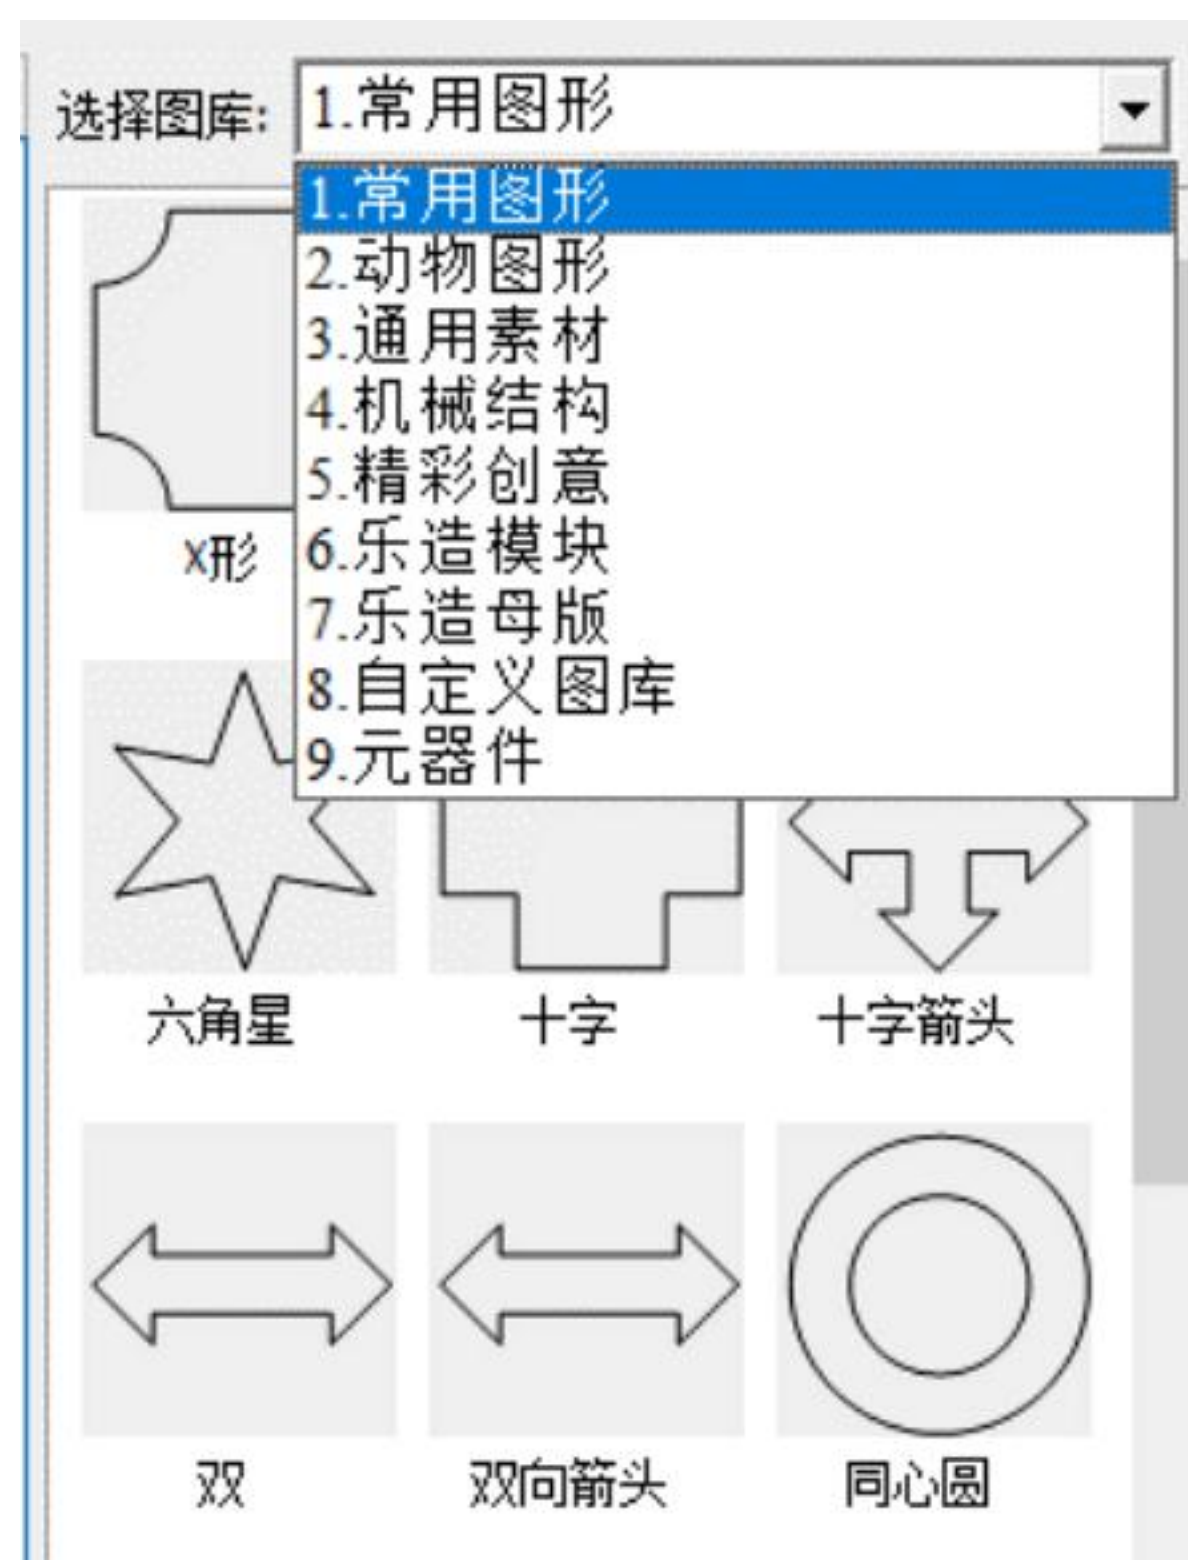 选择图库: 1.常用图形
1.常用图形
2.动物图形
3.通用素材
4.机械结构
5.精彩创意
6.乐造模块
7.乐造母版
8.自定义图库
9.元器件
X形
六角星 十字 十字箭头
双 双向箭头 同心圆